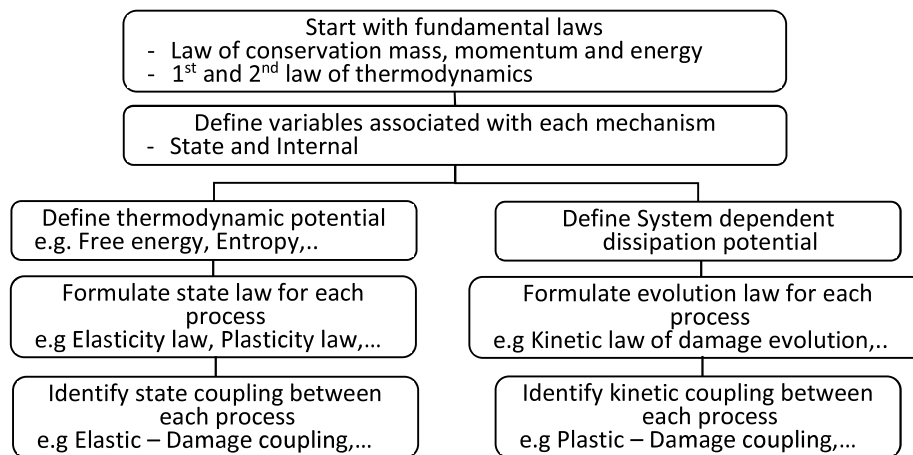 Start with fundamental laws
- Law of conservation mass, momentum and energy
- 1st and 2nd law of thermodynamics
Define variables associated with each mechanism
- State and Internal
Define thermodynamic potential
e.g. Free energy, Entropy,..
Formulate state law for each
process
e.g Elasticity law, Plasticity law,...
Identify state coupling between
each process
e.g Elastic – Damage coupling,...
Define System dependent
dissipation potential
Formulate evolution law for each
process
e.g Kinetic law of damage evolution,..
Identify kinetic coupling between
each process
e.g Plastic – Damage coupling,...